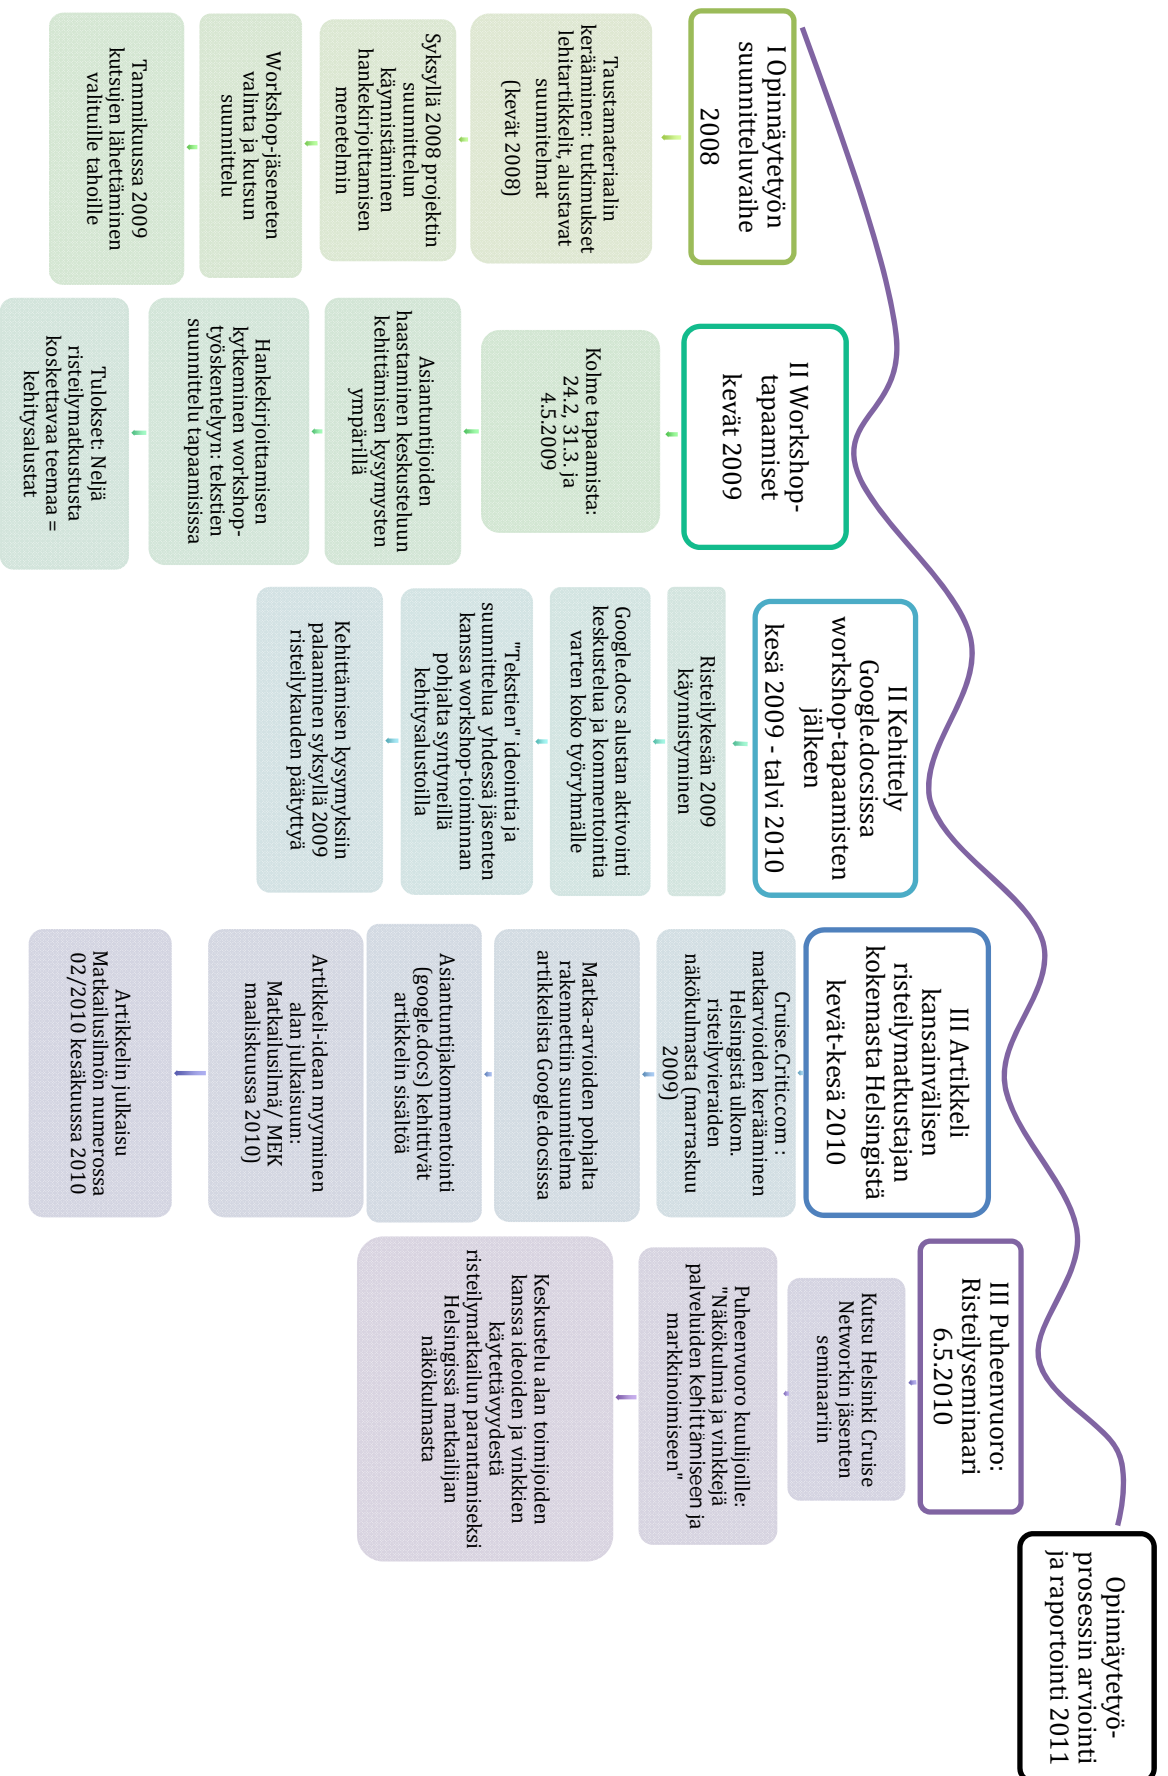 I Opinnäytetyön
suunnitteluvaihe
2008
Taustamateriaalin
kerääminen: tutkimukset
lehitartikkelit, alustavat
suunnitelmat
(kevät 2008)
Syksyllä 2008 projektin
suunnittelun
käynnistäminen
hankekirjoittamisen
menetelmin
Workshop-jäseneten
valinta ja kutsun
suunnittelu
Tammikuussa 2009
kutsujen lähettäminen
valituille tahoille
II Workshop-
tapaamiset
kevät 2009
Kolme tapaamista:
24.2, 31.3. ja
4.5.2009
Asiantuntijoiden
haastaminen keskusteluun
kehittämisen kysymysten
ympärillä
Hankekirjoittamisen
kytkeminen workshop-
työskentelyyn: tekstien
suunnittelu tapaamisissa
Tulokset: Neljä
risteilymatkustusta
koskettavaa teemaa =
kehitysalustat
II Kehittely
Google.docsissa
workshop-tapaamisten
jälkeen
kesä 2009 - talvi 2010
Risteilykesän 2009
käynnistyminen
Google.docs alustan aktivointi
keskustelua ja kommentointia
varten koko työryhmälle
"Tekstien" ideointia ja
suunnittelua yhdessä jäsenten
kanssa workshop-toiminnan
pohjalta syntyneillä
kehitysalustoilla
Kehittämisen kysymyksiin
palaaminen syksyllä 2009
risteilykauden päätyttyä
III Artikkeli
kansainvälisen
risteilymatkustajan
kokemasta Helsingistä
kevät-kesä 2010
Cruise.Critic.com :
matkarvioiden kerääminen
Helsingistä ulkom.
risteilyvieraiden
näkökulmasta (marraskuu
2009)
Matka-arvioiden pohjalta
rakennettiin suunnitelma
artikkelista Google.docsissa
Asiantuntijakommentointi
(google.docs) kehittivät
artikkelin sisältöä
Artikkeli-idean myyminen
alan julkaisuun:
Matkailusilmä/ MEK
maaliskuussa 2010)
Artikkelin julkaisu
Matkailusilmön numerossa
02/2010 kesäkuussa 2010
III Puheenvuoro:
Risteilyseminaari
6.5.2010
Kutsu Helsinki Cruise
Networkin jäsenten
seminaariin
Puheenvuoro kuulijoille:
"Näkökulmia ja vinkkejä
palveluiden kehittämiseen ja
markkinoimiseen"
Keskustelu alan toimijoiden
kanssa ideoiden ja vinkkien
käytettävyydestä
risteilymatkailun parantamiseksi
Helsingissä matkailijan
näkökulmasta
Opinnäytetyö-
prosessin arviointi
ja raportointi 2011